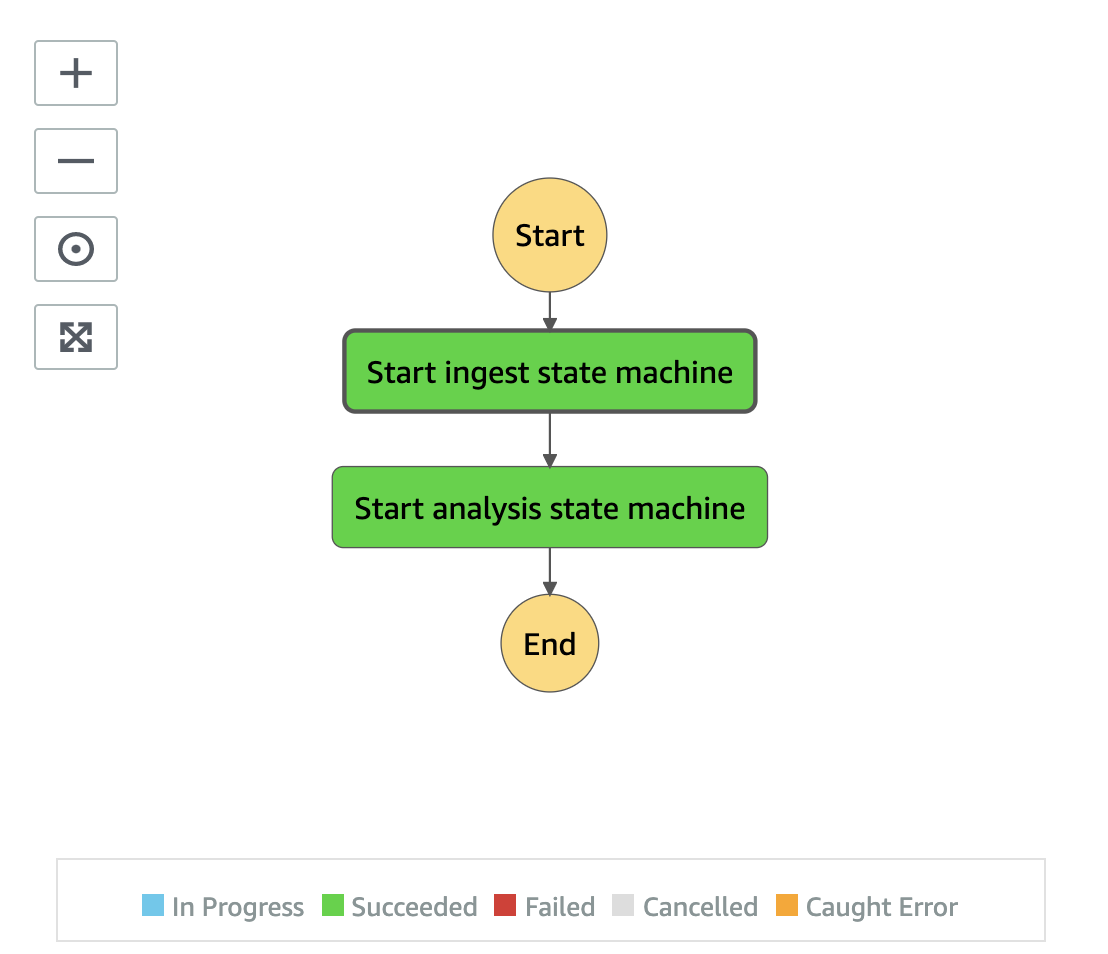 Start
Start ingest state machine
Start analysis state machine
End
In Progress Succeeded Failed Cancelled Caught Error